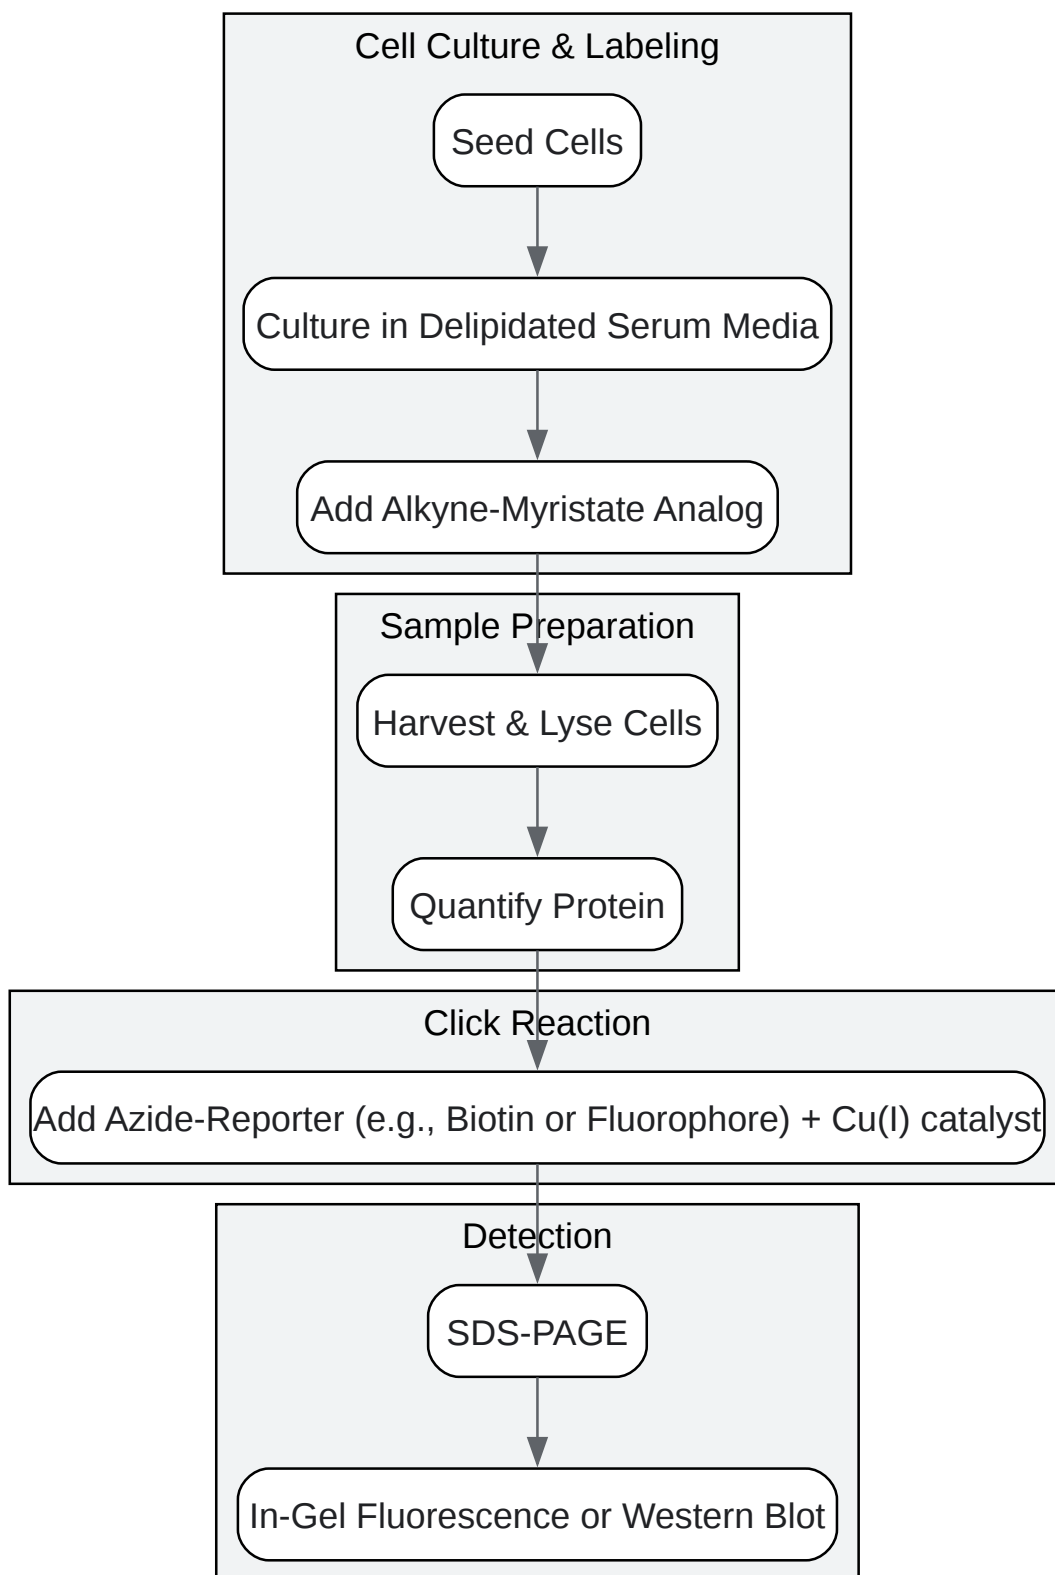 Cell Culture & Labeling
Seed Cells
Culture in Delipidated Serum Media
Add Alkyne-Myristate Analog
Sample Preparation
Harvest & Lyse Cells
Quantify Protein
Click Reaction
Add Azide-Reporter (e.g., Biotin or Fluorophore) + Cu(I) catalyst
Detection
SDS-PAGE
In-Gel Fluorescence or Western Blot